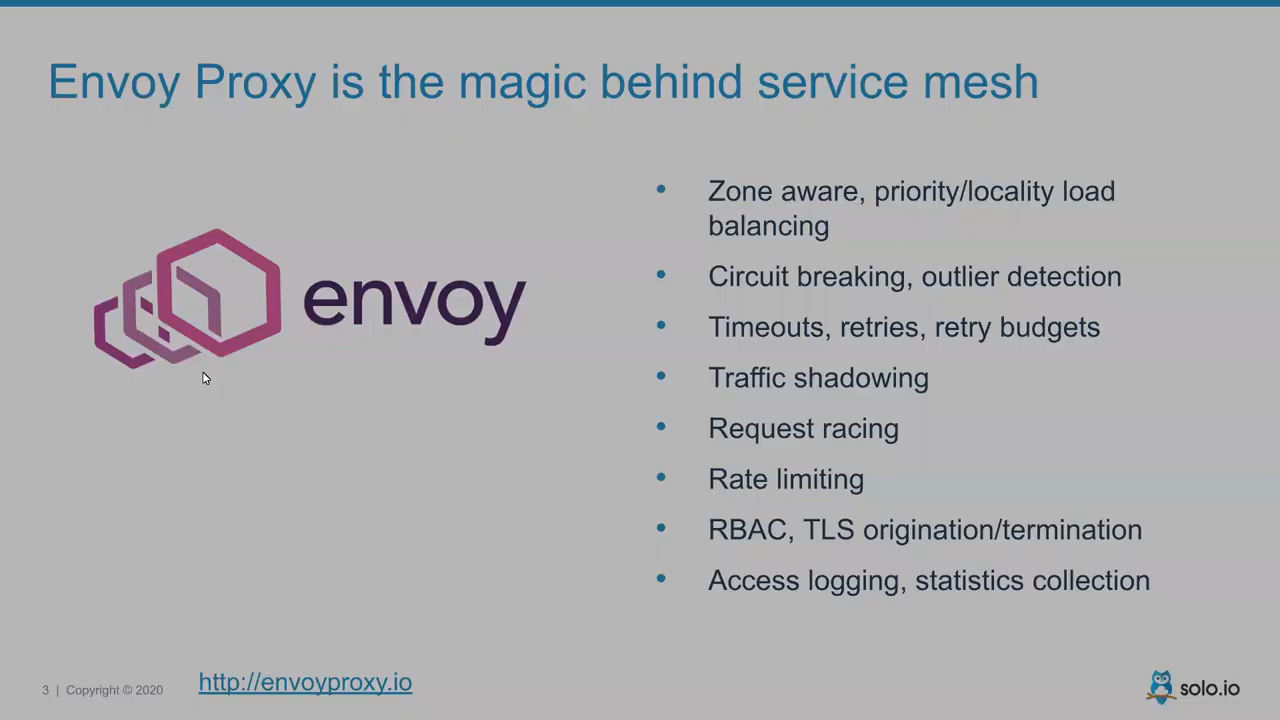 Envoy Proxy is the magic behind service mesh
envoy
• Zone aware, priority/locality load
balancing
• Circuit breaking, outlier detection
• Timeouts, retries, retry budgets
• Traffic shadowing
• Request racing
• Rate limiting
• RBAC, TLS origination/termination
• Access logging, statistics collection
3 | Copyright © 2020
http://envoyproxy.io
solo.io